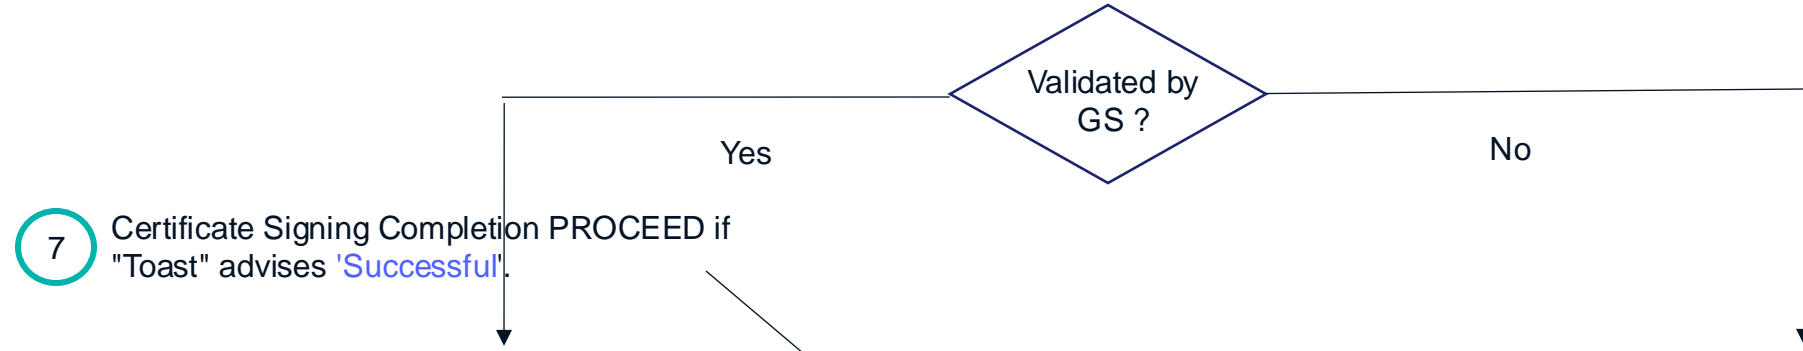 Validated by
GS ?
Yes
No
7
Certificate Signing Completion PROCEED if
"Toast" advises 'Successful'.